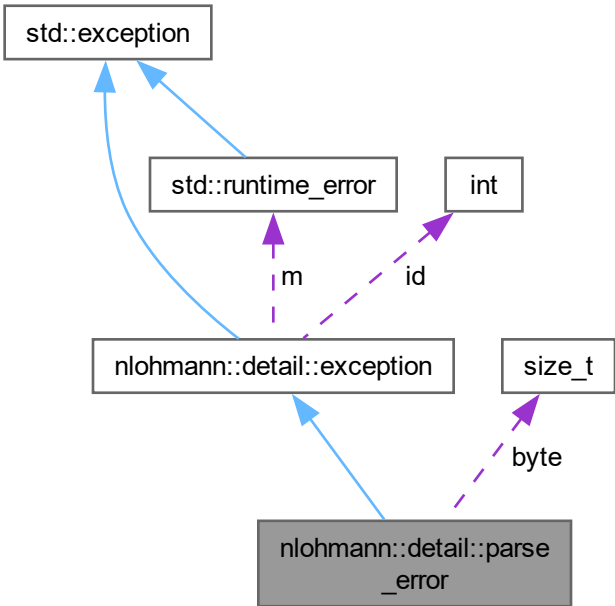 std::exception
std::runtime_error
int
m
id
nlohmann::detail::exception
size_t
byte
nlohmann::detail::parse
_error